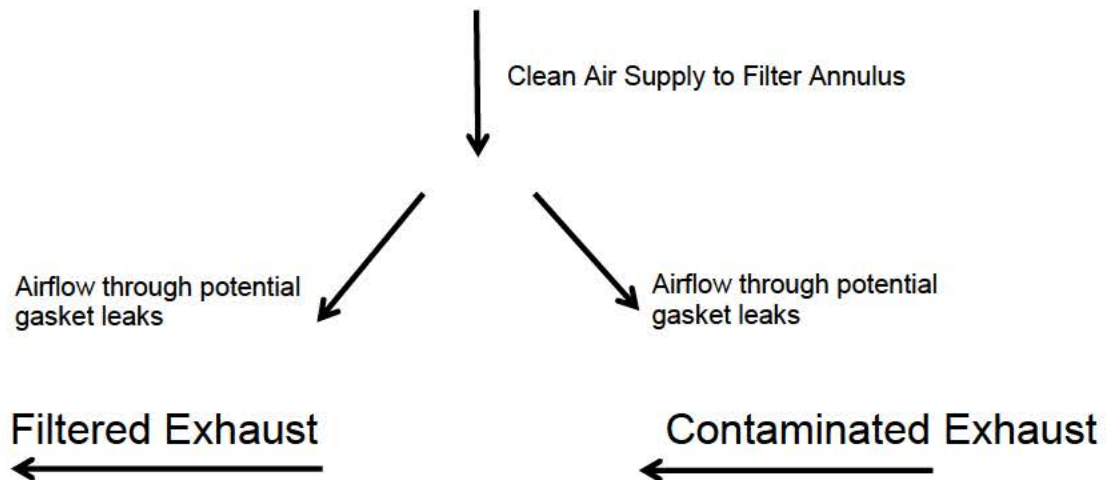 Clean Air Supply to Filter Annulus
Airflow through potential
gasket leaks
Airflow through potential
gasket leaks
Filtered Exhaust
Contaminated Exhaust